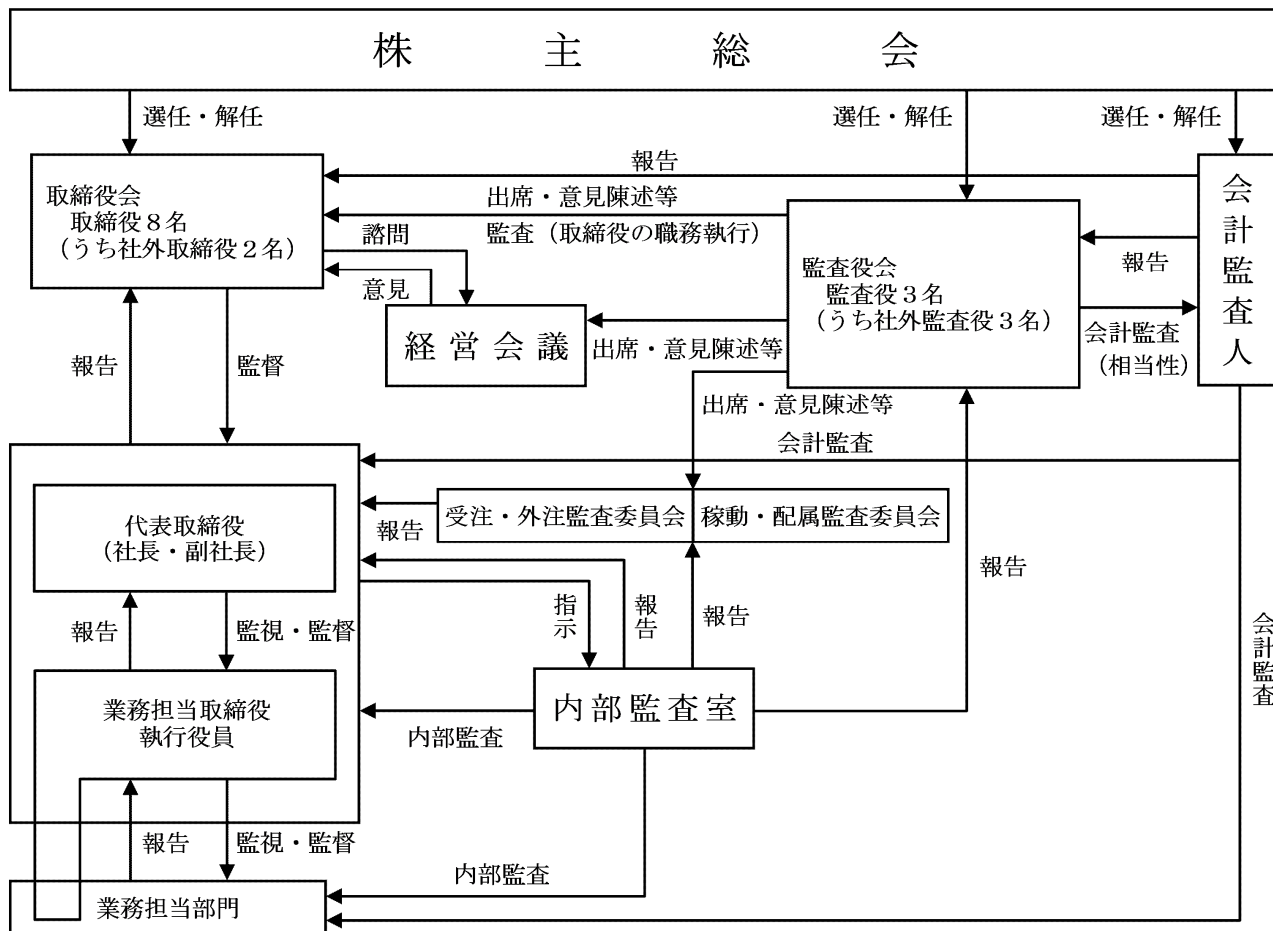 株主総会
選任・解任
選任・解任
選任・解任
報告
取締役会
取締役８名
（うち社外取締役２名）
出席・意見陳述等
監査（取締役の職務執行）
諮問
意見
経営会議
監査役会
監査役３名
（うち社外監査役３名）
報告
会計監査
（相当性）
会計監査人
出席・意見陳述等
出席・意見陳述等
報告
監督
会計監査
代表取締役
（社長・副社長）
報告
受注・外注監査委員会
稼動・配属監査委員会
指示
報告
報告
報告
報告
監視・監督
業務担当取締役
執行役員
内部監査室
内部監査
会計監査
報告
監視・監督
内部監査
業務担当部門